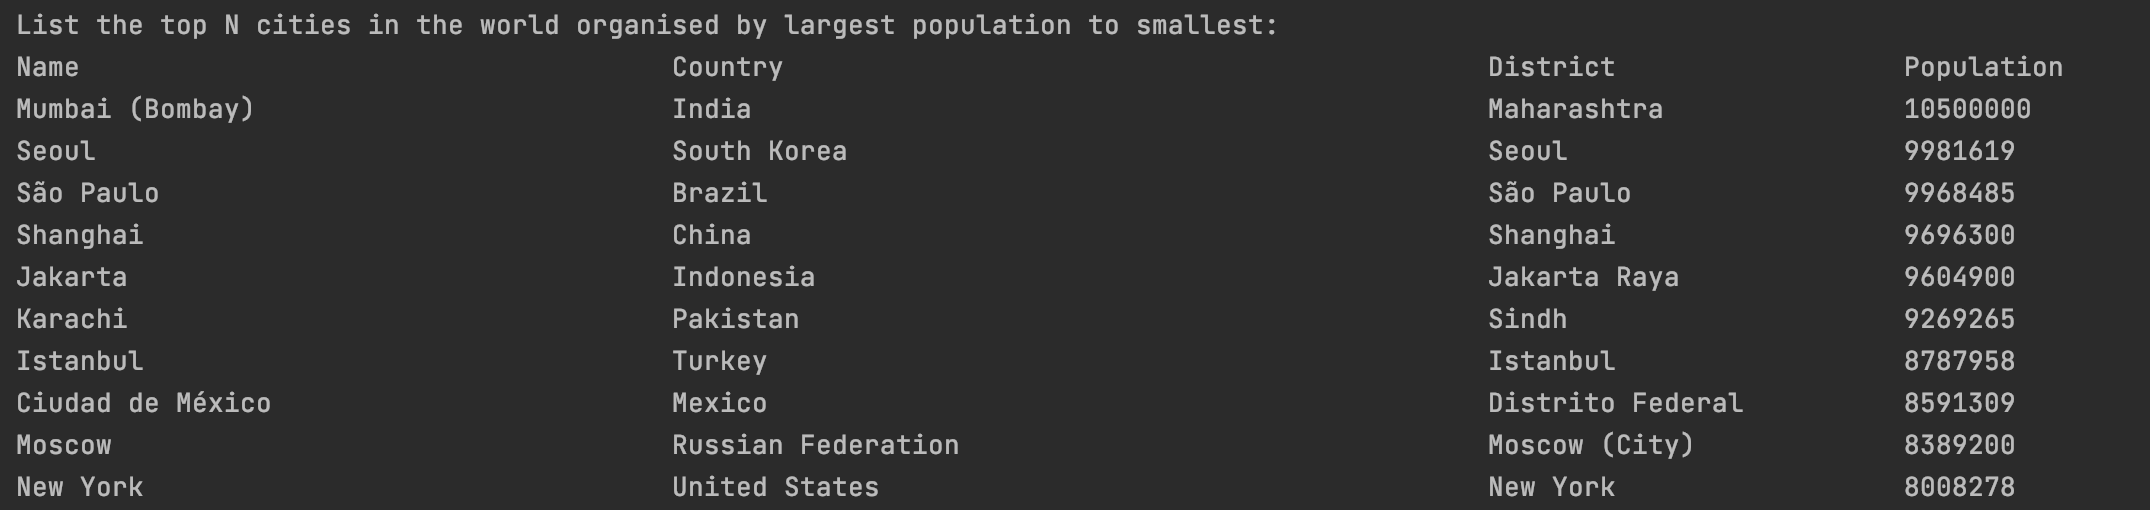 List the top N cities in the world organised by largest population to smallest:
Name Country District Population
Mumbai (Bombay) India Maharashtra 10500000
Seoul South Korea Seoul 9981619
São Paulo Brazil São Paulo 9968485
Shanghai China Shanghai 9696300
Jakarta Indonesia Jakarta Raya 9604900
Karachi Pakistan Sindh 9269265
Istanbul Turkey Istanbul 8787958
Ciudad de México Mexico Distrito Federal 8591309
Moscow Russian Federation Moscow (City) 8389200
New York United States New York 8008278